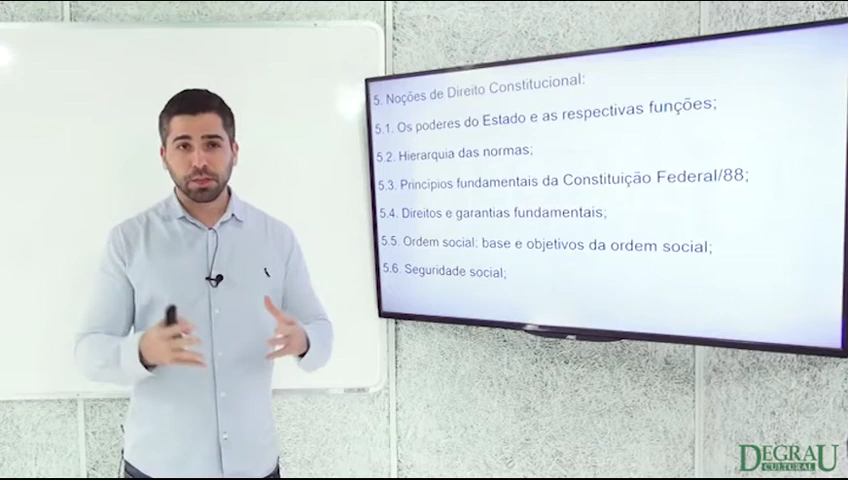 5. Noções de Direito Constitucional:
5.1. Os poderes do Estado e as respectivas funções;
5.2. Hierarquia das normas;
5.3. Princípios fundamentais da Constituição Federal/88;
5.4. Direitos e garantias fundamentais;
5.5. Ordem social: base e objetivos da ordem social;
5.6. Seguridade social;
DEGRAU
CULTURAL